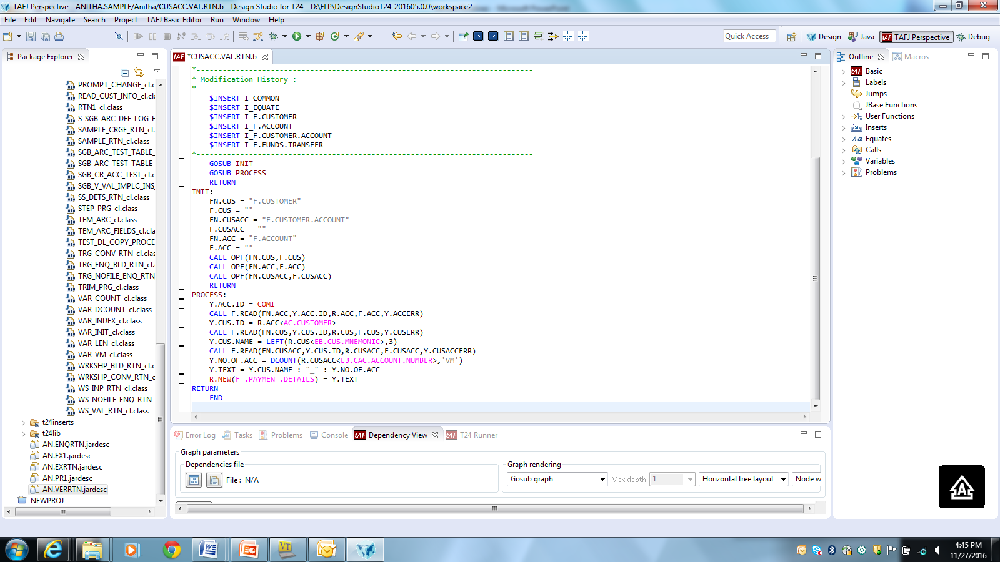 TAFJ Perspective - ANITHA.SAMPLE/Anitha/CUSACC.VAL.RTN.b - Design Studio for T24 - D:\FLP\DesignStudioT24-201605.0.0\workspace2
File Edit Navigate Search Project TAFJ Basic Editor Run Window Help
Quick Access Design Java TAFJ Perspective Debug
Package Explorer
PROMPT_CHANGE_cl.c
READ_CUST_INFO_cl.cla
RTN1_cl.class
S_SGB_ARC_DFE_LOG_F
SAMPLE_CRGE_RTN_cl.
SAMPLE_RTN_cl.class
SGB_ARC_TEST_TABLE_
SGB_ARC_TEST_TABLE_
SGB_CR_ACC_TEST_cl.c
SGB_V_VAL_IMPLC_INS_
SS_DETS_RTN_cl.class
STEP_PRG_cl.class
TEM_ARC_cl.class
TEM_ARC_FIELDS_cl.class
TEST_DL_COPY_PROCE
TRG_CONV_RTN_cl.clas
TRG_ENQ_BLD_RTN_cl.
TRG_NOFILE_ENQ_RTN
TRIM_PRG_cl.class
VAR_COUNT_cl.class
VAR_DCOUNT_cl.class
VAR_INDEX_cl.class
VAR_INIT_cl.class
VAR_LEN_cl.class
VAR_VM_cl.class
WRKSHP_BLD_RTN_cl.c
WRKSHP_CONV_RTN_c
WS_INP_RTN_cl.class
WS_NOFILE_ENQ_RTN_
WS_VAL_RTN_cl.class
t24inserts
t24lib
AN.ENQRTN.jardesc
AN.EX1.jardesc
AN.EXRTN.jardesc
AN.PR1.jardesc
AN.VERRTN.jardesc
NEWPROJ
tAF *CUSACC.VAL.RTN.b
*-----------------------------------------------------------------------------
* Modification History :
*-----------------------------------------------------------------------------
$INSERT I_COMMON
$INSERT I_EQUATE
$INSERT I_F.CUSTOMER
$INSERT I_F.ACCOUNT
$INSERT I_F.CUSTOMER.ACCOUNT
$INSERT I_F.FUNDS.TRANSFER
*-----------------------------------------------------------------------------
GOSUB INIT
GOSUB PROCESS
RETURN
INIT:
FN.CUS = "F.CUSTOMER"
F.CUS = ""
FN.CUSACC = "F.CUSTOMER.ACCOUNT"
F.CUSACC = ""
FN.ACC = "F.ACCOUNT"
F.ACC = ""
CALL OPF(FN.CUS,F.CUS)
CALL OPF(FN.ACC,F.ACC)
CALL OPF(FN.CUSACC,F.CUSACC)
RETURN
PROCESS:
Y.ACC.ID = COMI
CALL F.READ(FN.ACC,Y.ACC.ID,R.ACC,F.ACC,Y.ACCERR)
Y.CUS.ID = R.ACC<AC.CUSTOMER>
CALL F.READ(FN.CUS,Y.CUS.ID,R.CUS,F.CUS,Y.CUSERR)
Y.CUS.NAME = LEFT(R.CUS<EB.CUS.MNEMONIC>,3)
CALL F.READ(FN.CUSACC,Y.CUS.ID,R.CUSACC,F.CUSACC,Y.CUSACCERR)
Y.NO.OF.ACC = DCOUNT(R.CUSACC<EB.CAC.ACCOUNT.NUMBER>,'VM')
Y.TEXT = Y.CUS.NAME : "_" : Y.NO.OF.ACC
R.NEW(FT.PAYMENT.DETAILS) = Y.TEXT
RETURN
END
Error Log Tasks Problems Console tAF Dependency View tAF T24 Runner
Graph parameters
Dependencies file
File : N/A
Graph rendering
Gosub graph Max depth 1 Horizontal tree layout Node w
Outline Macros
tAF Basic
Labels
Jumps
JBase Functions
User Functions
Inserts
Equates
Calls
Variables
Problems
A
4:45 PM
11/27/2016